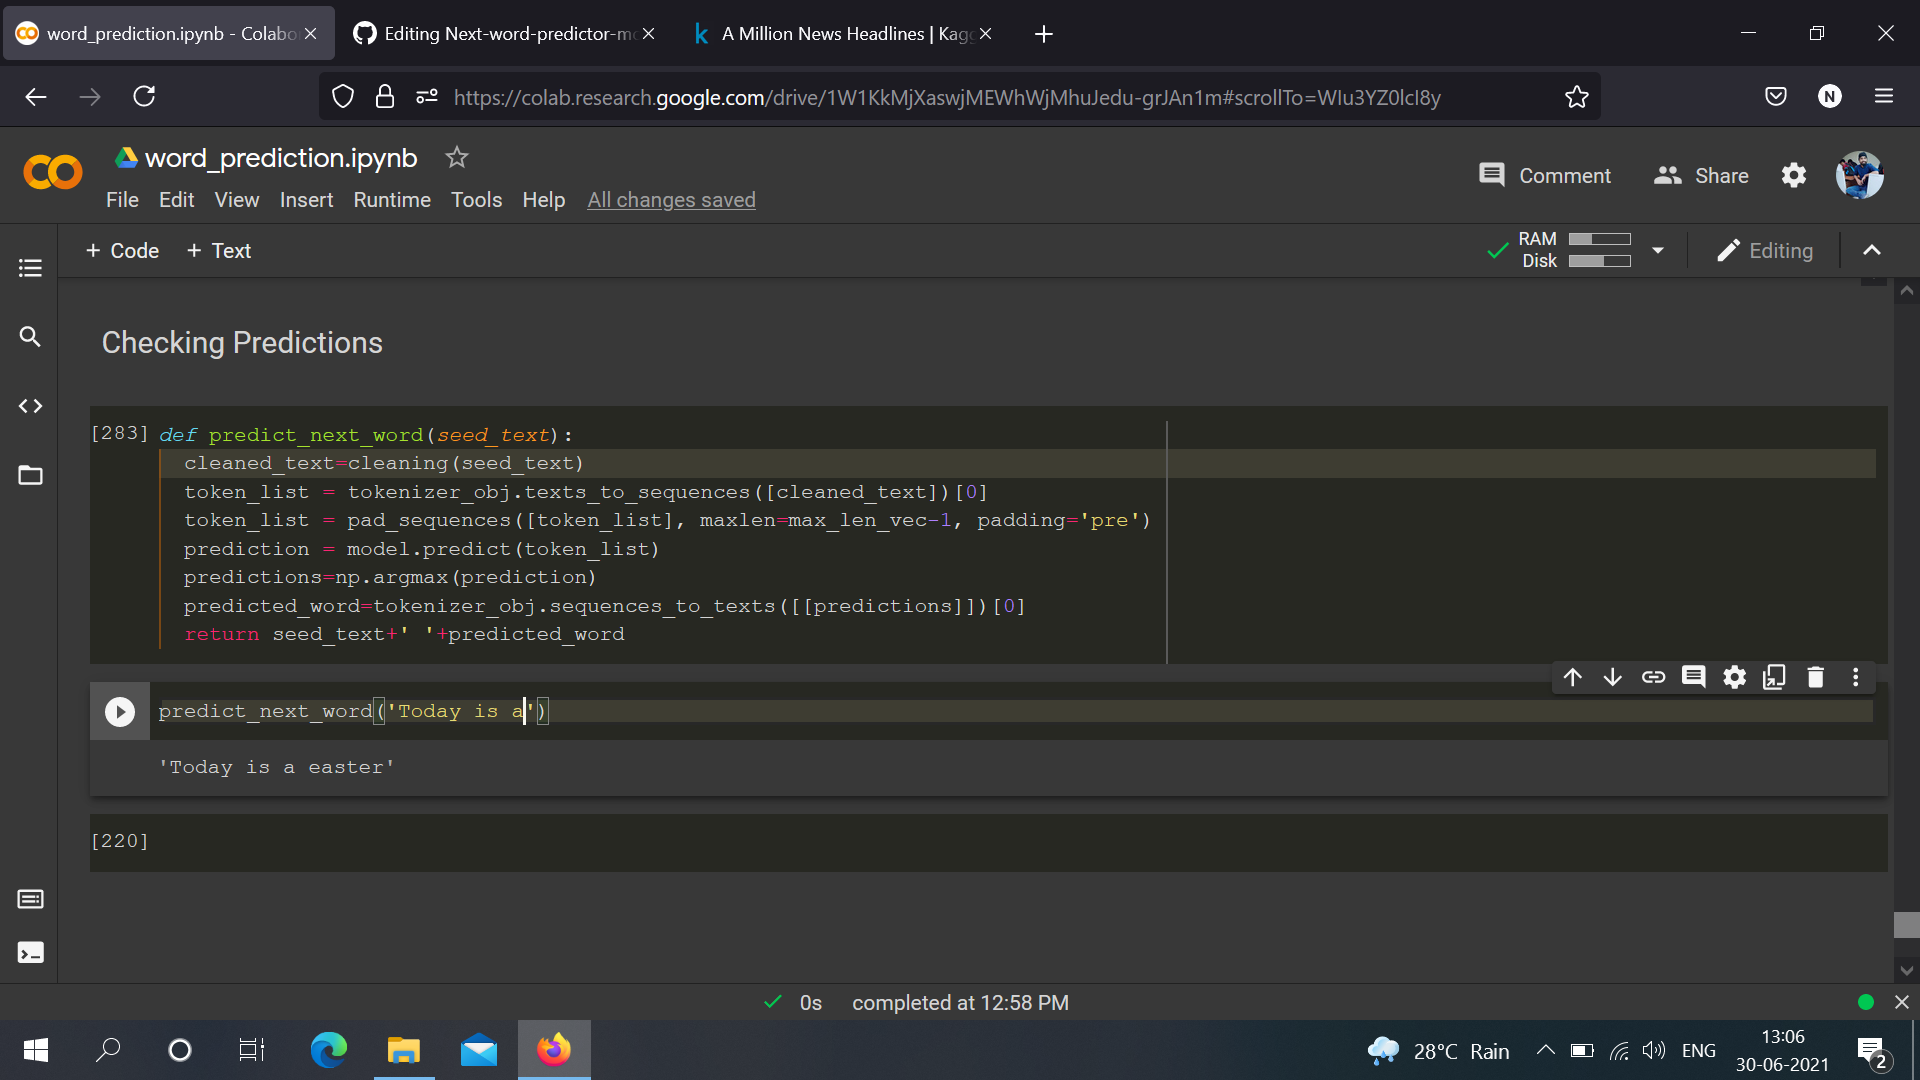 word_prediction.ipynb - Colabo
Editing Next-word-predictor-mo
A Million News Headlines | Kagg
https://colab.research.google.com/drive/1W1KkMjXaswjMEWhWjMhuJedu-grJAn1m#scrollTo=WIu3YZ0lcI8y
N
word_prediction.ipynb
Comment
Share
File Edit View Insert Runtime Tools Help All changes saved
+ Code + Text
RAM
Disk
Editing
Checking Predictions
[283] def predict_next_word(seed_text):
cleaned_text=cleaning(seed_text)
token_list = tokenizer_obj.texts_to_sequences([cleaned_text])[0]
token_list = pad_sequences([token_list], maxlen=max_len_vec-1, padding='pre')
prediction = model.predict(token_list)
predictions=np.argmax(prediction)
predicted_word=tokenizer_obj.sequences_to_texts([[predictions]])[0]
return seed_text+' '+predicted_word
predict_next_word('Today is a')
'Today is a easter'
[220]
0s completed at 12:58 PM
28°C Rain
ENG
13:06
30-06-2021
2